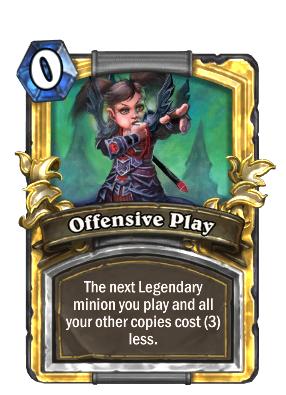 0
Offensive Play
The next Legendary
minion you play and all
your other copies cost (3)
less.